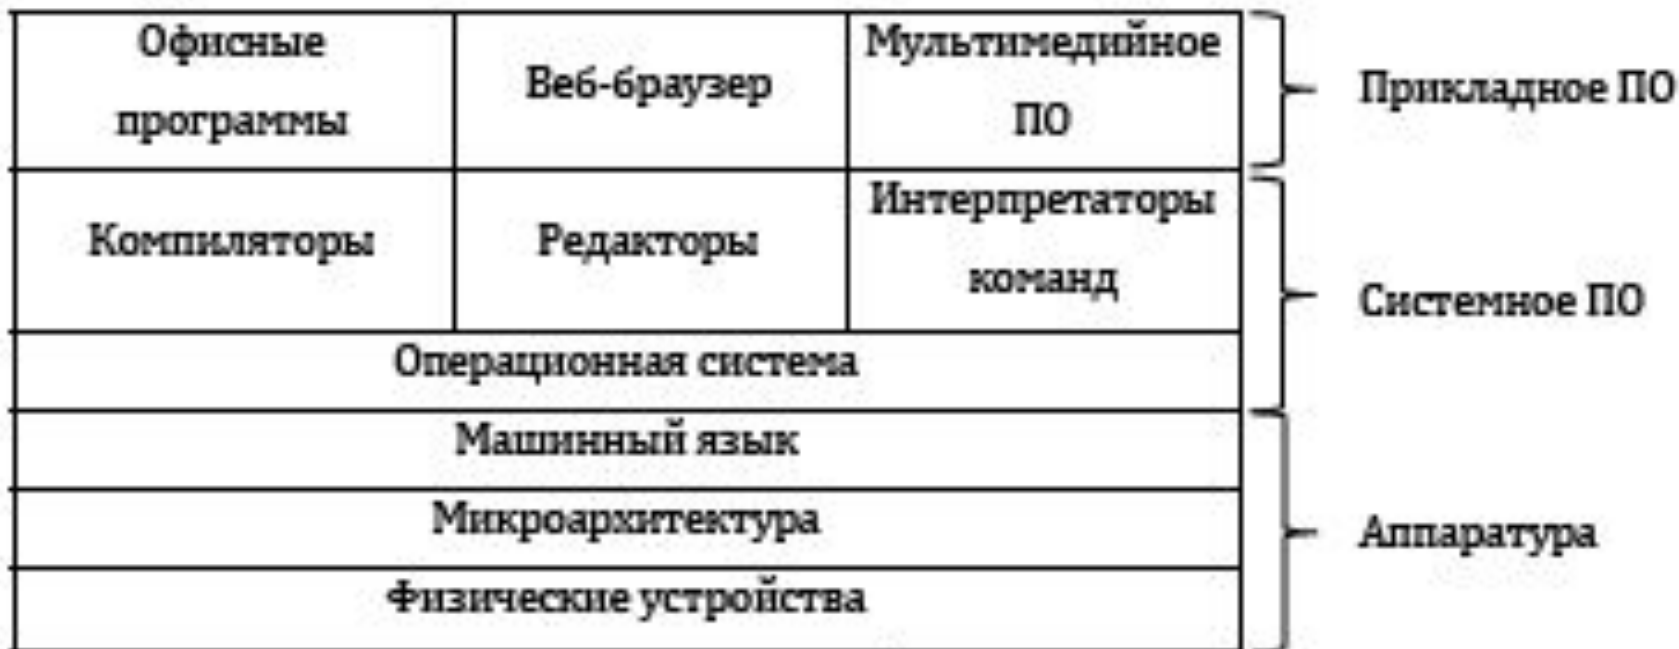 Офисные
программы
Веб-браузер
Мультимедийное
ПО
Прикладное ПО
Компиляторы
Редакторы
Интерпретаторы
команд
Системное ПО
Операционная система
Машинный язык
Микроархитектура
Физические устройства
Аппаратура